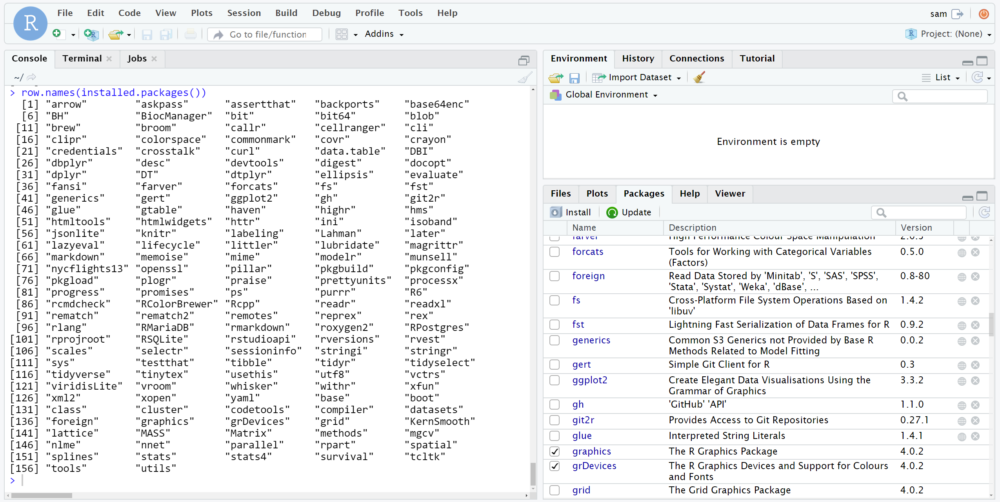 R
File Edit Code View Plots Session Build Debug Profile Tools Help
sam
Go to file/function
Addins
Project: (None)
Console Terminal Jobs
~/
> row.names(installed.packages())
[1] "arrow" "askpass" "assertthat" "backports" "base64enc"
[6] "BH" "BiocManager" "bit" "bit64" "blob"
[11] "brew" "broom" "callr" "cellranger" "cli"
[16] "clipr" "colorspace" "commonmark" "covr" "crayon"
[21] "credentials" "crosstalk" "curl" "data.table" "DBI"
[26] "dbplyr" "desc" "devtools" "digest" "docopt"
[31] "dplyr" "DT" "dtplyr" "ellipsis" "evaluate"
[36] "fansi" "farver" "forcats" "fs" "fst"
[41] "generics" "gert" "ggplot2" "gh" "git2r"
[46] "glue" "gtable" "haven" "highr" "hms"
[51] "htmltools" "htmlwidgets" "httr" "ini" "isoband"
[56] "jsonlite" "knitr" "labeling" "Lahman" "later"
[61] "lazyeval" "lifecycle" "littler" "lubridate" "magrittr"
[66] "markdown" "memoise" "mime" "modelr" "munsell"
[71] "nycflights13" "openssl" "pillar" "pkgbuild" "pkgconfig"
[76] "pkgload" "plogr" "praise" "prettyunits" "processx"
[81] "progress" "promises" "ps" "purrr" "R6"
[86] "rcmdcheck" "RColorBrewer" "Rcpp" "readr" "readxl"
[91] "rematch" "rematch2" "remotes" "reprex" "rex"
[96] "rlang" "RMariaDB" "rmarkdown" "roxygen2" "RPostgres"
[101] "rprojroot" "RSQLite" "rstudioapi" "rversions" "rvest"
[106] "scales" "selectr" "sessioninfo" "stringi" "stringr"
[111] "sys" "testthat" "tibble" "tidyr" "tidyselect"
[116] "tidyverse" "tinytex" "usethis" "utf8" "vctrs"
[121] "viridisLite" "vroom" "whisker" "withr" "xfun"
[126] "xml2" "xopen" "yaml" "base" "boot"
[131] "class" "cluster" "codetools" "compiler" "datasets"
[136] "foreign" "graphics" "grDevices" "grid" "KernSmooth"
[141] "lattice" "MASS" "Matrix" "methods" "mgcv"
[146] "nlme" "nnet" "parallel" "rpart" "spatial"
[151] "splines" "stats" "stats4" "survival" "tcltk"
[156] "tools" "utils"
>
Environment History Connections Tutorial
Import Dataset List
Global Environment
Environment is empty
Files Plots Packages Help Viewer
Install Update
Name Description Version
farver High Performance Colour Space Manipulation 2.0.3
forcats Tools for Working with Categorical Variables 0.5.0
(Factors)
foreign Read Data Stored by 'Minitab', 'S', 'SAS', 'SPSS', 0.8-80
'Stata', 'Systat', 'Weka', 'dBase', ...
fs Cross-Platform File System Operations Based on 1.4.2
'libuv'
fst Lightning Fast Serialization of Data Frames for R 0.9.2
generics Common S3 Generics not Provided by Base R 0.0.2
Methods Related to Model Fitting
gert Simple Git Client for R 0.3
ggplot2 Create Elegant Data Visualisations Using the 3.3.2
Grammar of Graphics
gh 'GitHub' 'API' 1.1.0
git2r Provides Access to Git Repositories 0.27.1
glue Interpreted String Literals 1.4.1
graphics The R Graphics Package 4.0.2
grDevices The R Graphics Devices and Support for Colours 4.0.2
and Fonts
grid The Grid Graphics Package 4.0.2